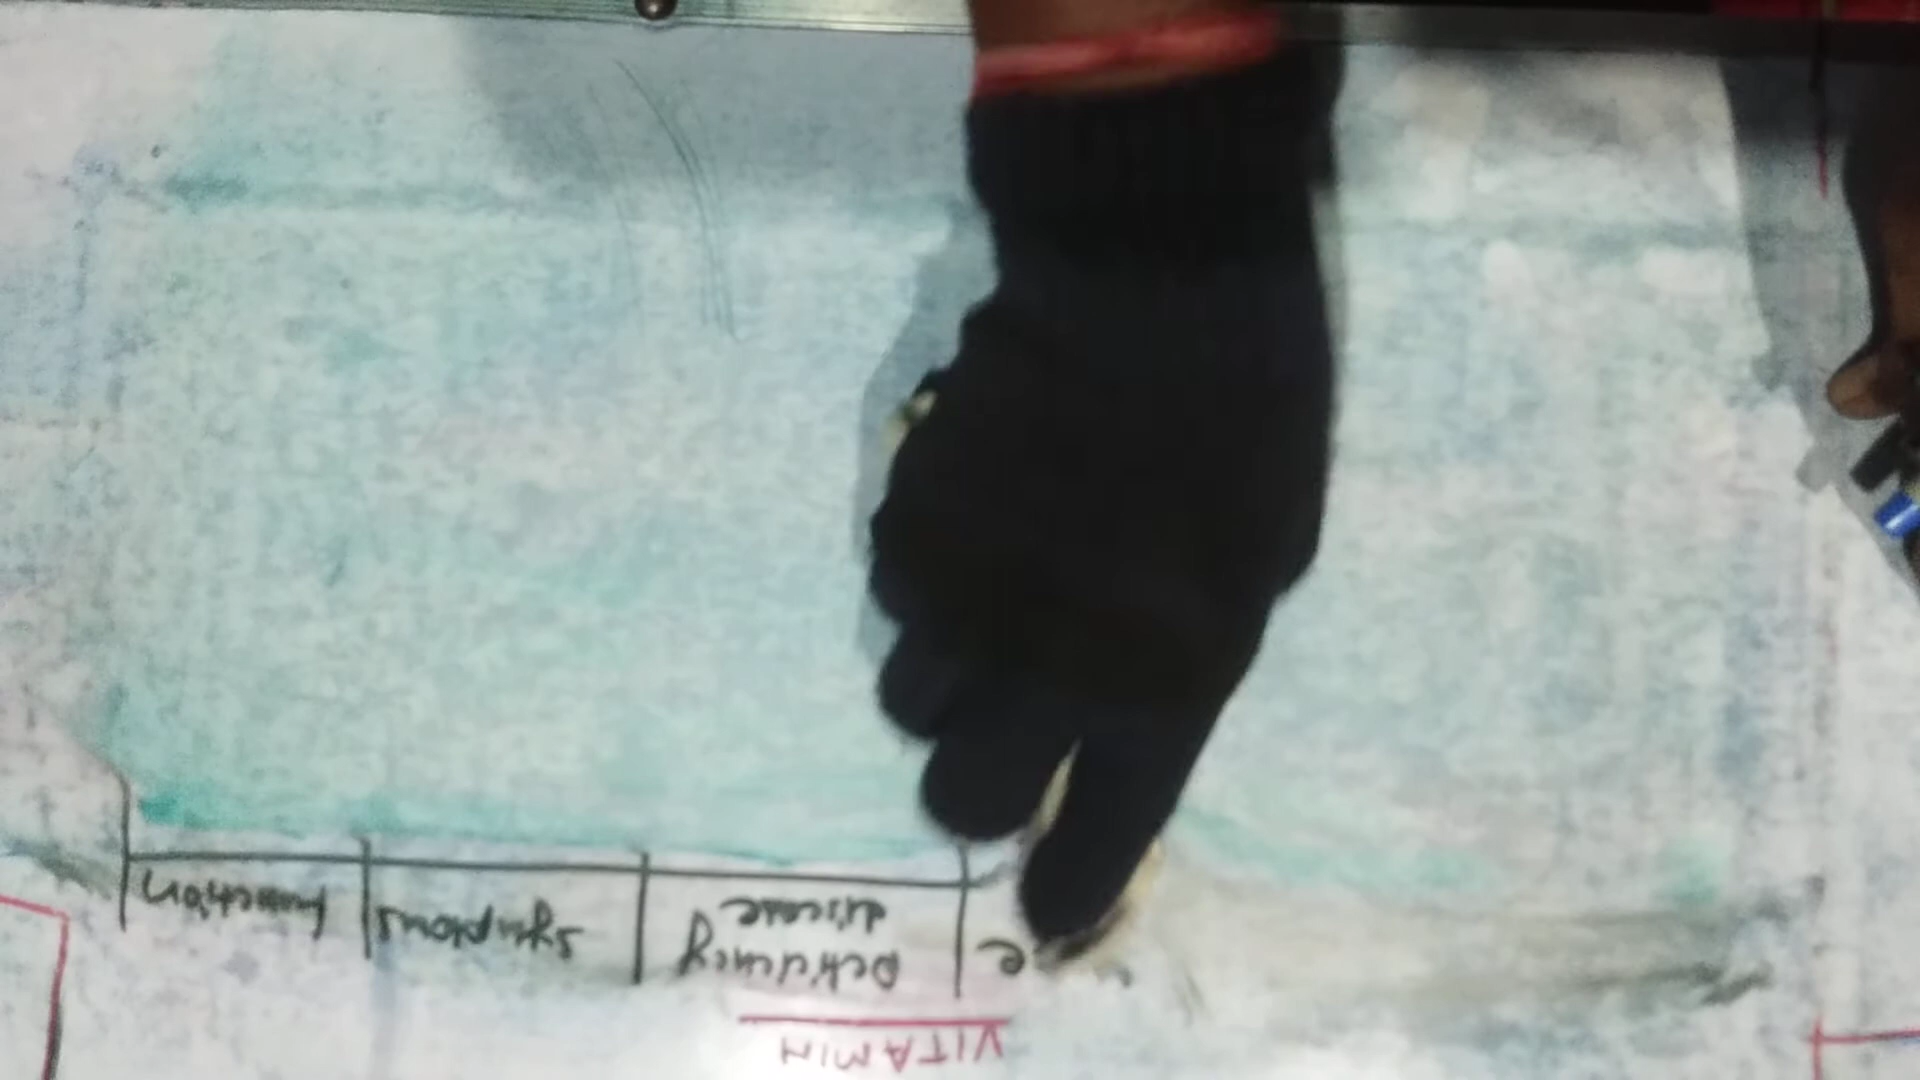 VITAMIN
Deficiency
disease
symptoms
function